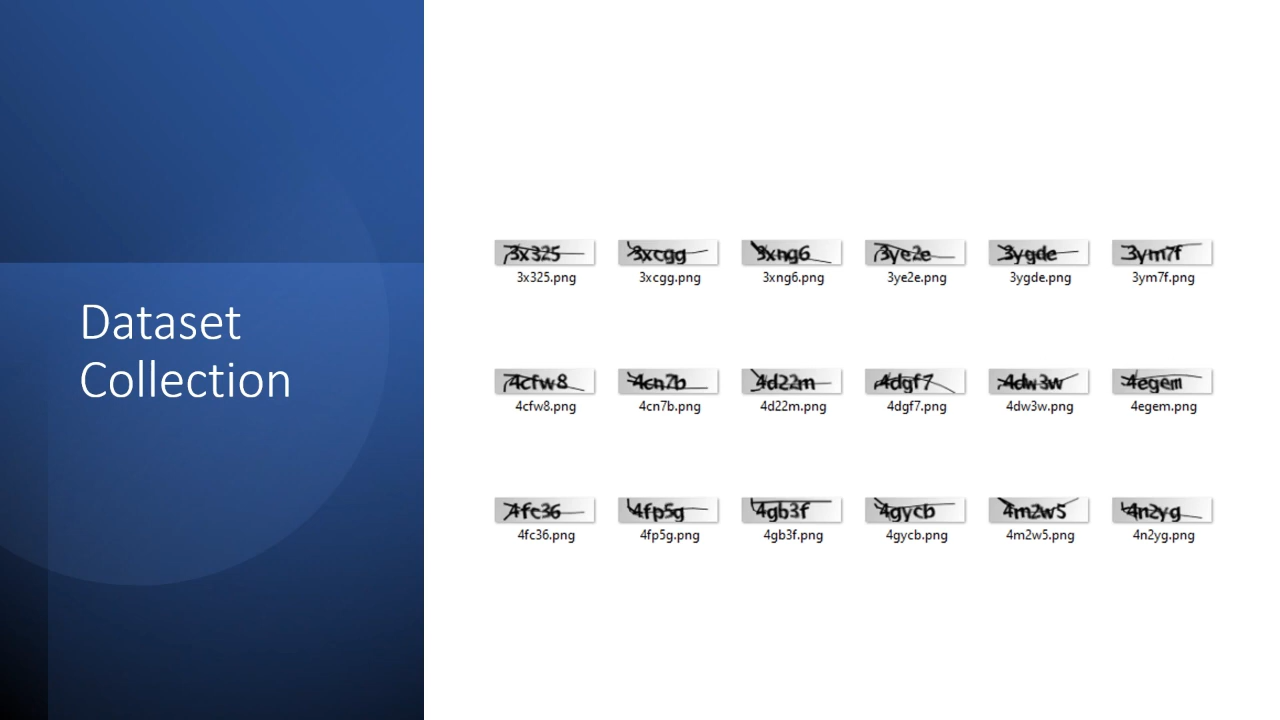 Dataset
Collection
3x325 3xcgg 3xng6 3ye2e 3ygde 3ym7f
3x325.png 3xcgg.png 3xng6.png 3ye2e.png 3ygde.png 3ym7f.png
4cfw8 4cn7b 4d22m 4dgf7 4dw3w 4egem
4cfw8.png 4cn7b.png 4d22m.png 4dgf7.png 4dw3w.png 4egem.png
4fc36 4fp5g 4gb3f 4gycb 4m2w5 4n2yg
4fc36.png 4fp5g.png 4gb3f.png 4gycb.png 4m2w5.png 4n2yg.png